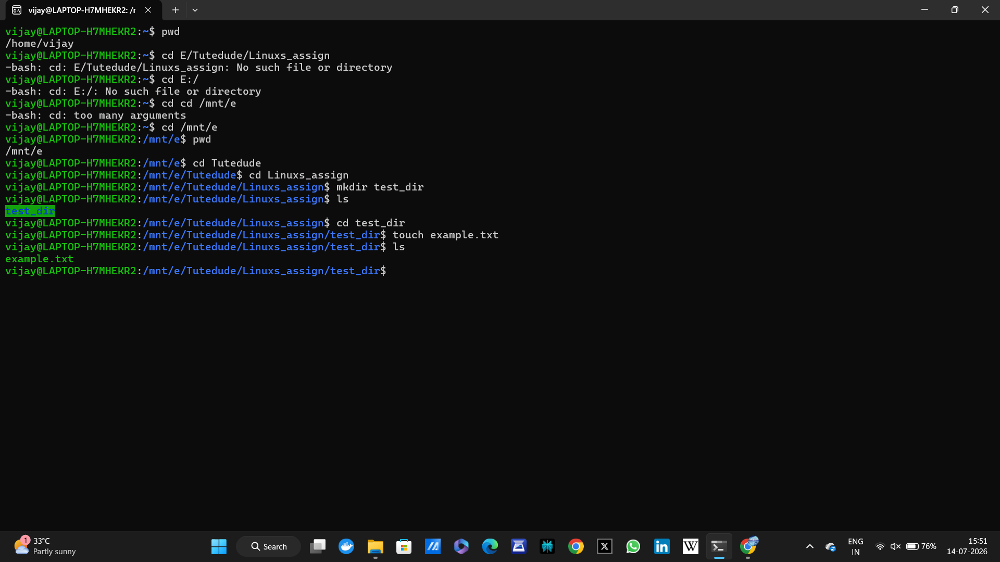 vijay@LAPTOP-H7MHEKR2: /r
vijay@LAPTOP-H7MHEKR2:~$ pwd
/home/vijay
vijay@LAPTOP-H7MHEKR2:~$ cd E/Tutedude/Linuxs_assign
-bash: cd: E/Tutedude/Linuxs_assign: No such file or directory
vijay@LAPTOP-H7MHEKR2:~$ cd E:/
-bash: cd: E:/: No such file or directory
vijay@LAPTOP-H7MHEKR2:~$ cd cd /mnt/e
-bash: cd: too many arguments
vijay@LAPTOP-H7MHEKR2:~$ cd /mnt/e
vijay@LAPTOP-H7MHEKR2:/mnt/e$ pwd
/mnt/e
vijay@LAPTOP-H7MHEKR2:/mnt/e$ cd Tutedude
vijay@LAPTOP-H7MHEKR2:/mnt/e/Tutedude$ cd Linuxs_assign
vijay@LAPTOP-H7MHEKR2:/mnt/e/Tutedude/Linuxs_assign$ mkdir test_dir
vijay@LAPTOP-H7MHEKR2:/mnt/e/Tutedude/Linuxs_assign$ ls
test_dir
vijay@LAPTOP-H7MHEKR2:/mnt/e/Tutedude/Linuxs_assign$ cd test_dir
vijay@LAPTOP-H7MHEKR2:/mnt/e/Tutedude/Linuxs_assign/test_dir$ touch example.txt
vijay@LAPTOP-H7MHEKR2:/mnt/e/Tutedude/Linuxs_assign/test_dir$ ls
example.txt
vijay@LAPTOP-H7MHEKR2:/mnt/e/Tutedude/Linuxs_assign/test_dir$
1
33°C
Partly sunny
Search
ENG
IN
76%
15:51
14-07-2026